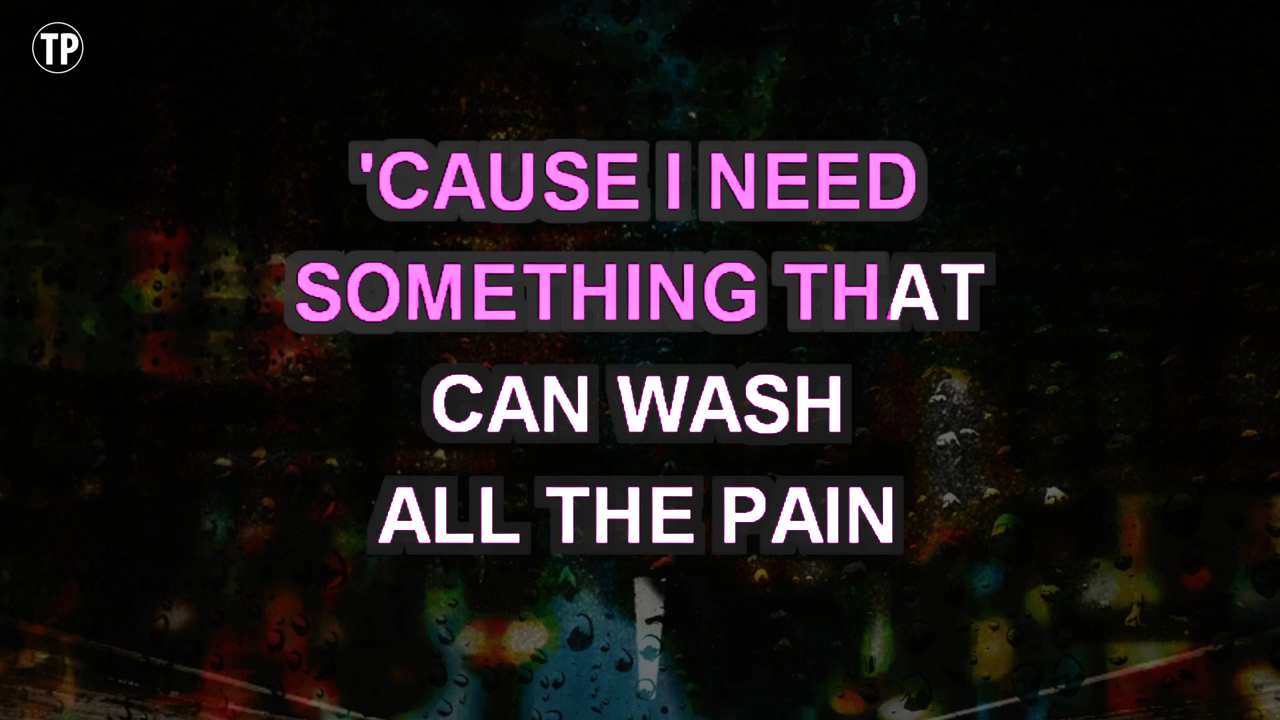 TP
'CAUSE I NEED
SOMETHING THAT
CAN WASH
ALL THE PAIN